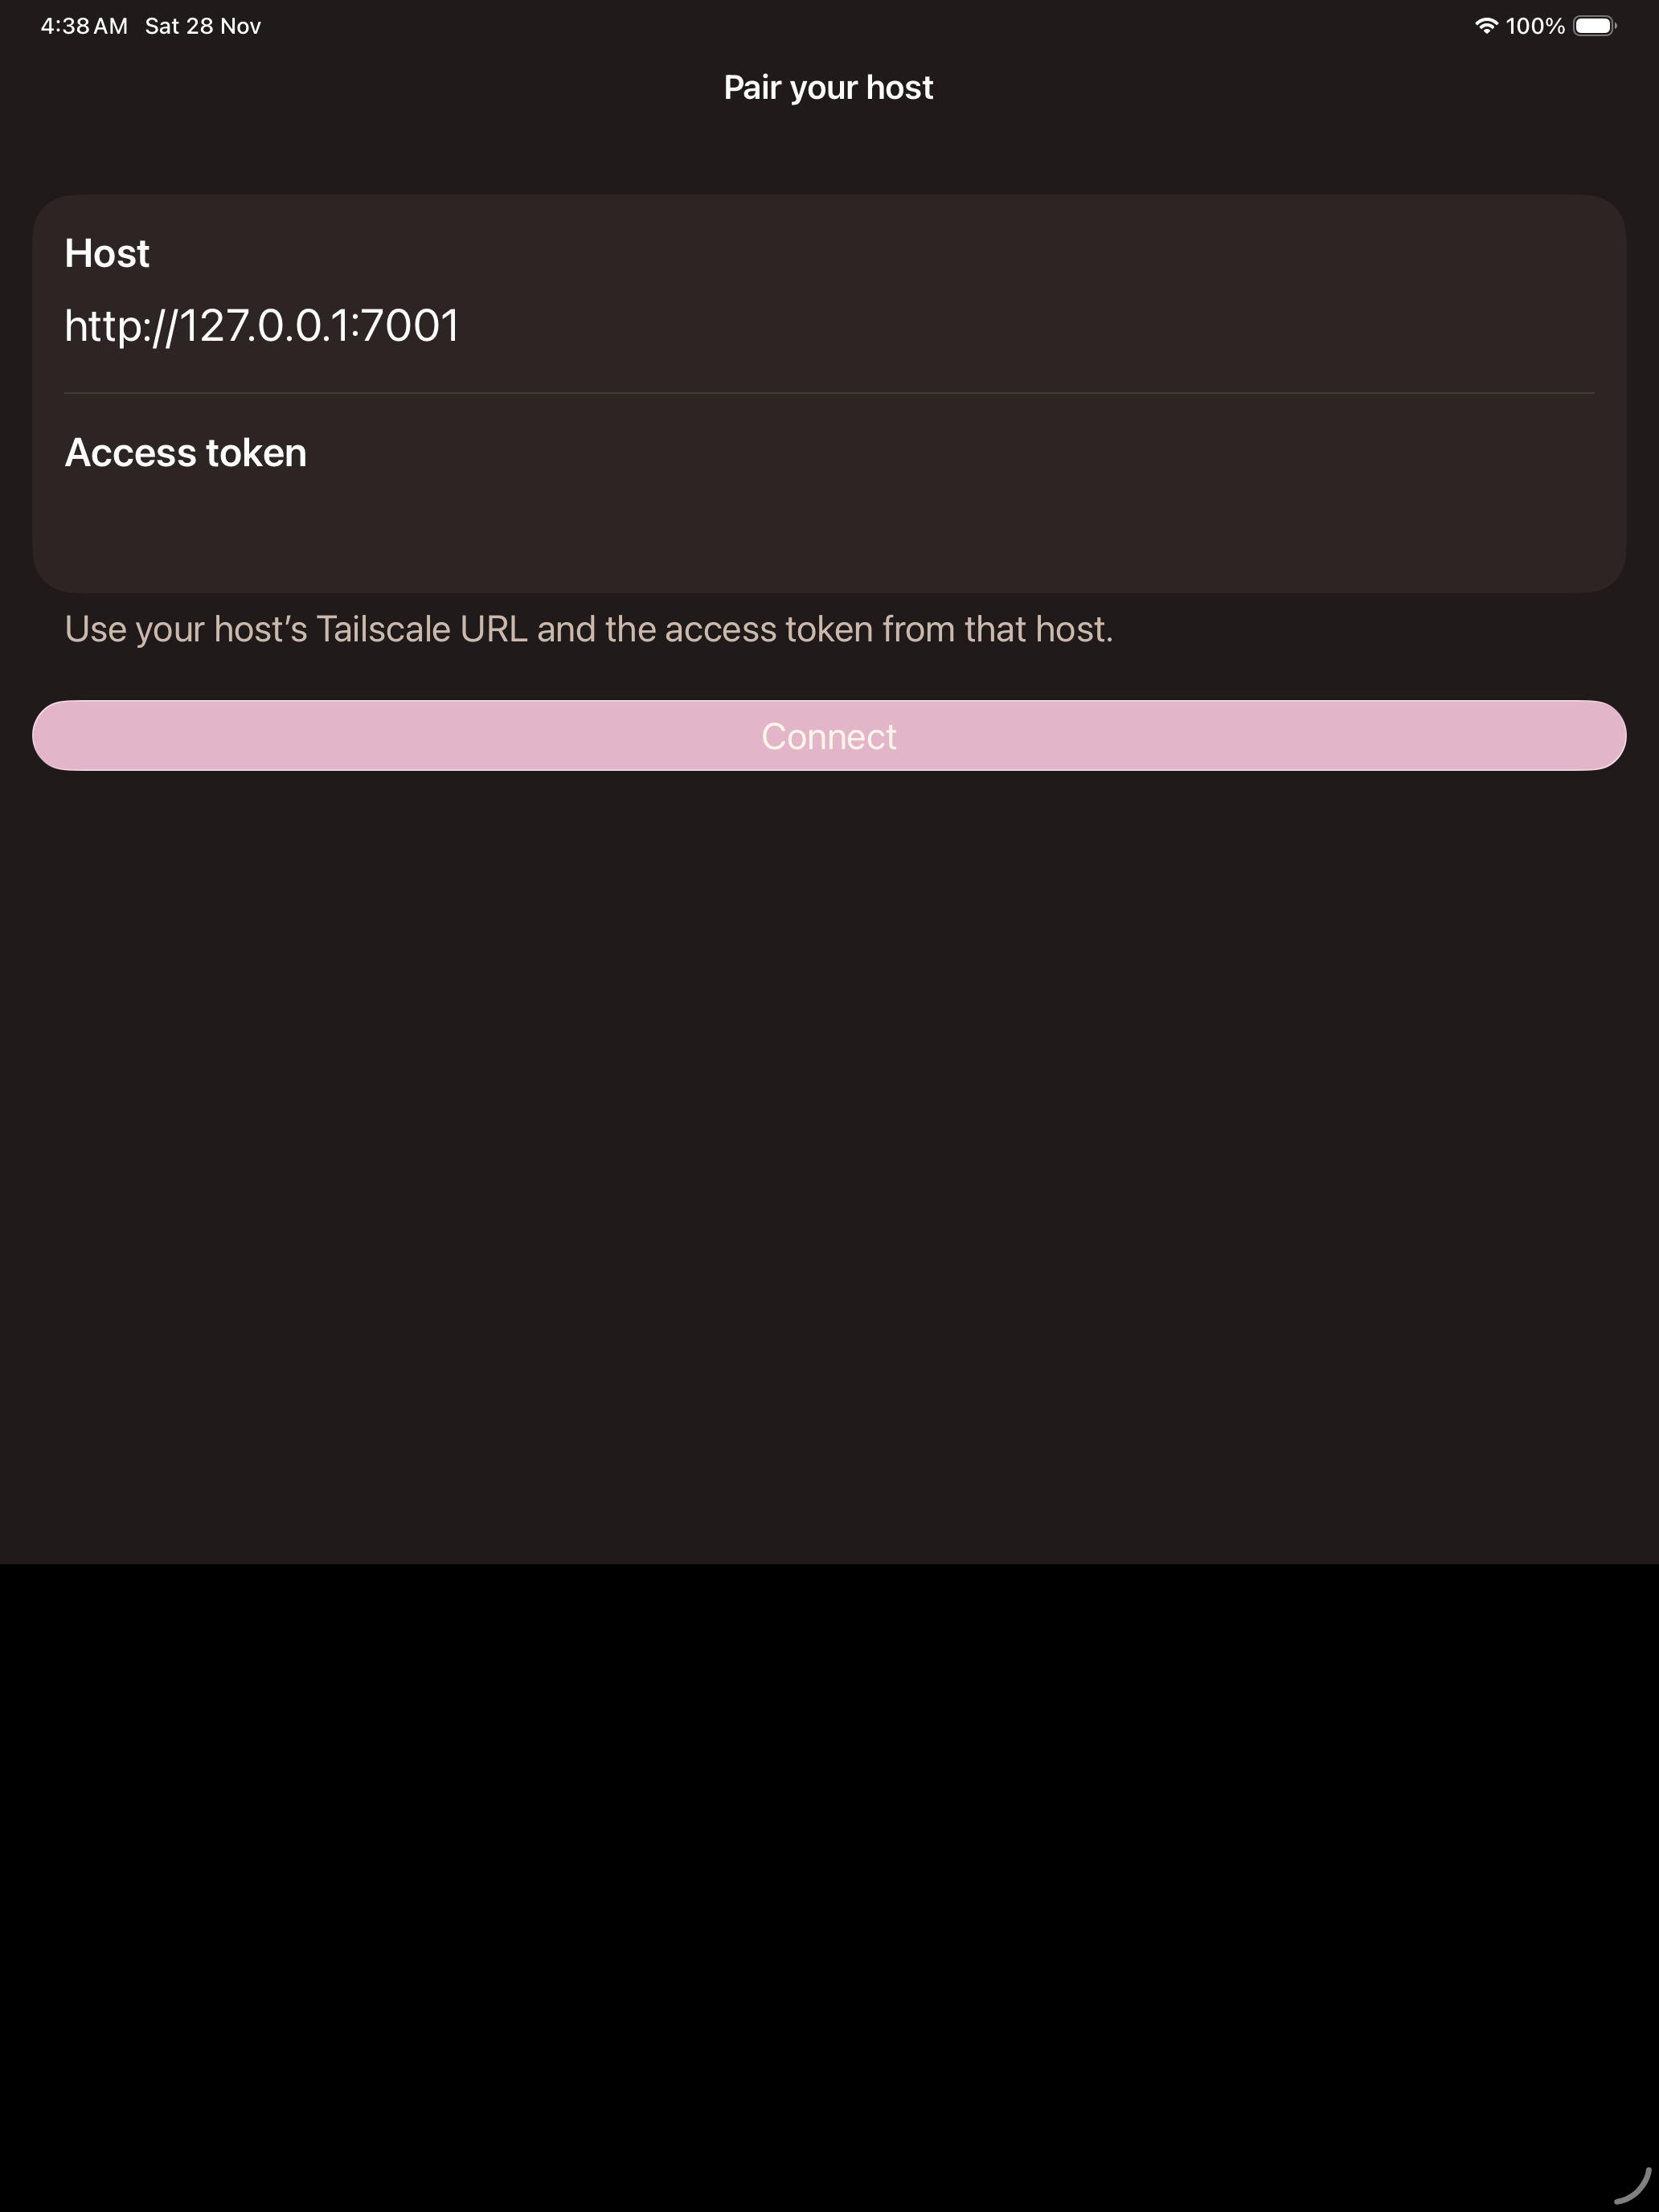 4:38 AM Sat 28 Nov 100%
Pair your host
Host
http://127.0.0.1:7001
Access token
Use your host’s Tailscale URL and the access token from that host.
Connect